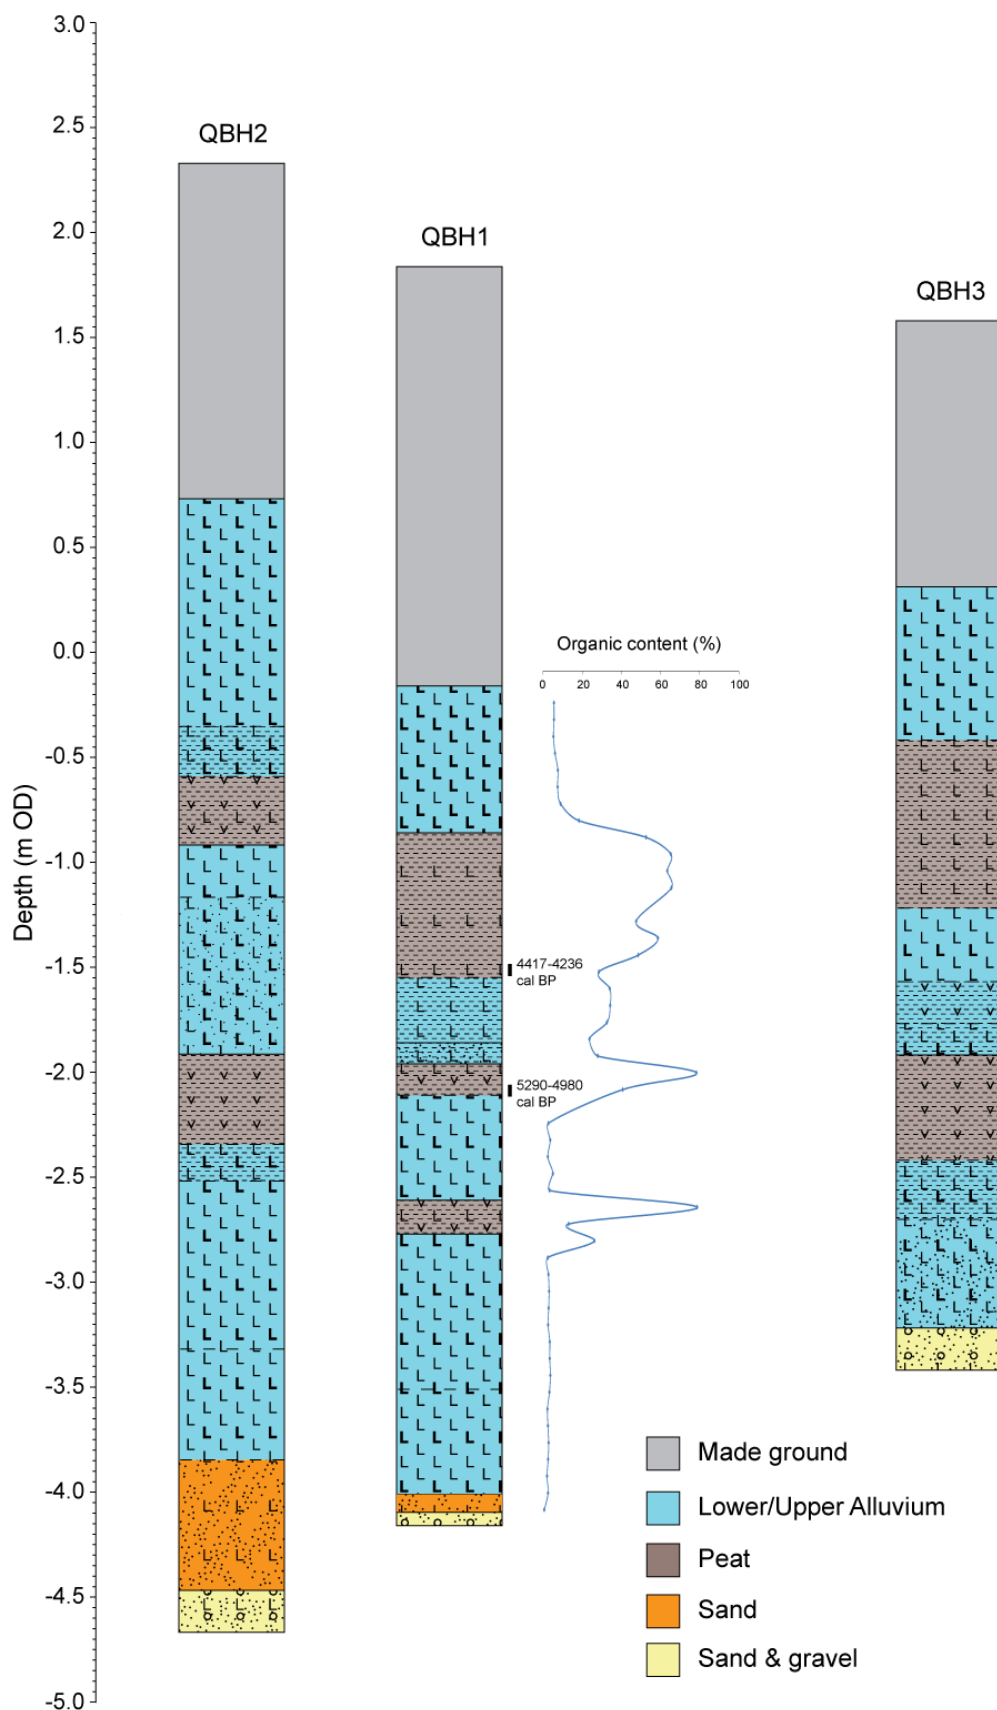 3.0
2.5
2.0
1.5
1.0
0.5
0.0
-0.5
-1.0
-1.5
-2.0
-2.5
-3.0
-3.5
-4.0
-4.5
-5.0
Depth (m OD)
QBH2
QBH1
QBH3
Organic content (%)
0 20 40 60 80 100
4417-4236
cal BP
5290-4980
cal BP
Made ground
Lower/Upper Alluvium
Peat
Sand
Sand & gravel